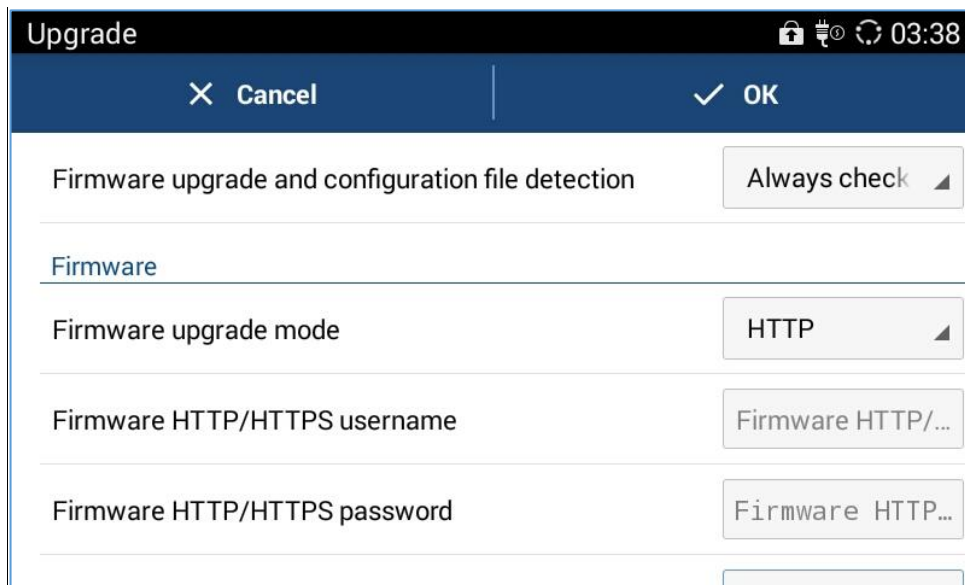 Upgrade 03:38
Cancel OK
Firmware upgrade and configuration file detection Always check
Firmware
Firmware upgrade mode HTTP
Firmware HTTP/HTTPS username Firmware HTTP/...
Firmware HTTP/HTTPS password Firmware HTTP...